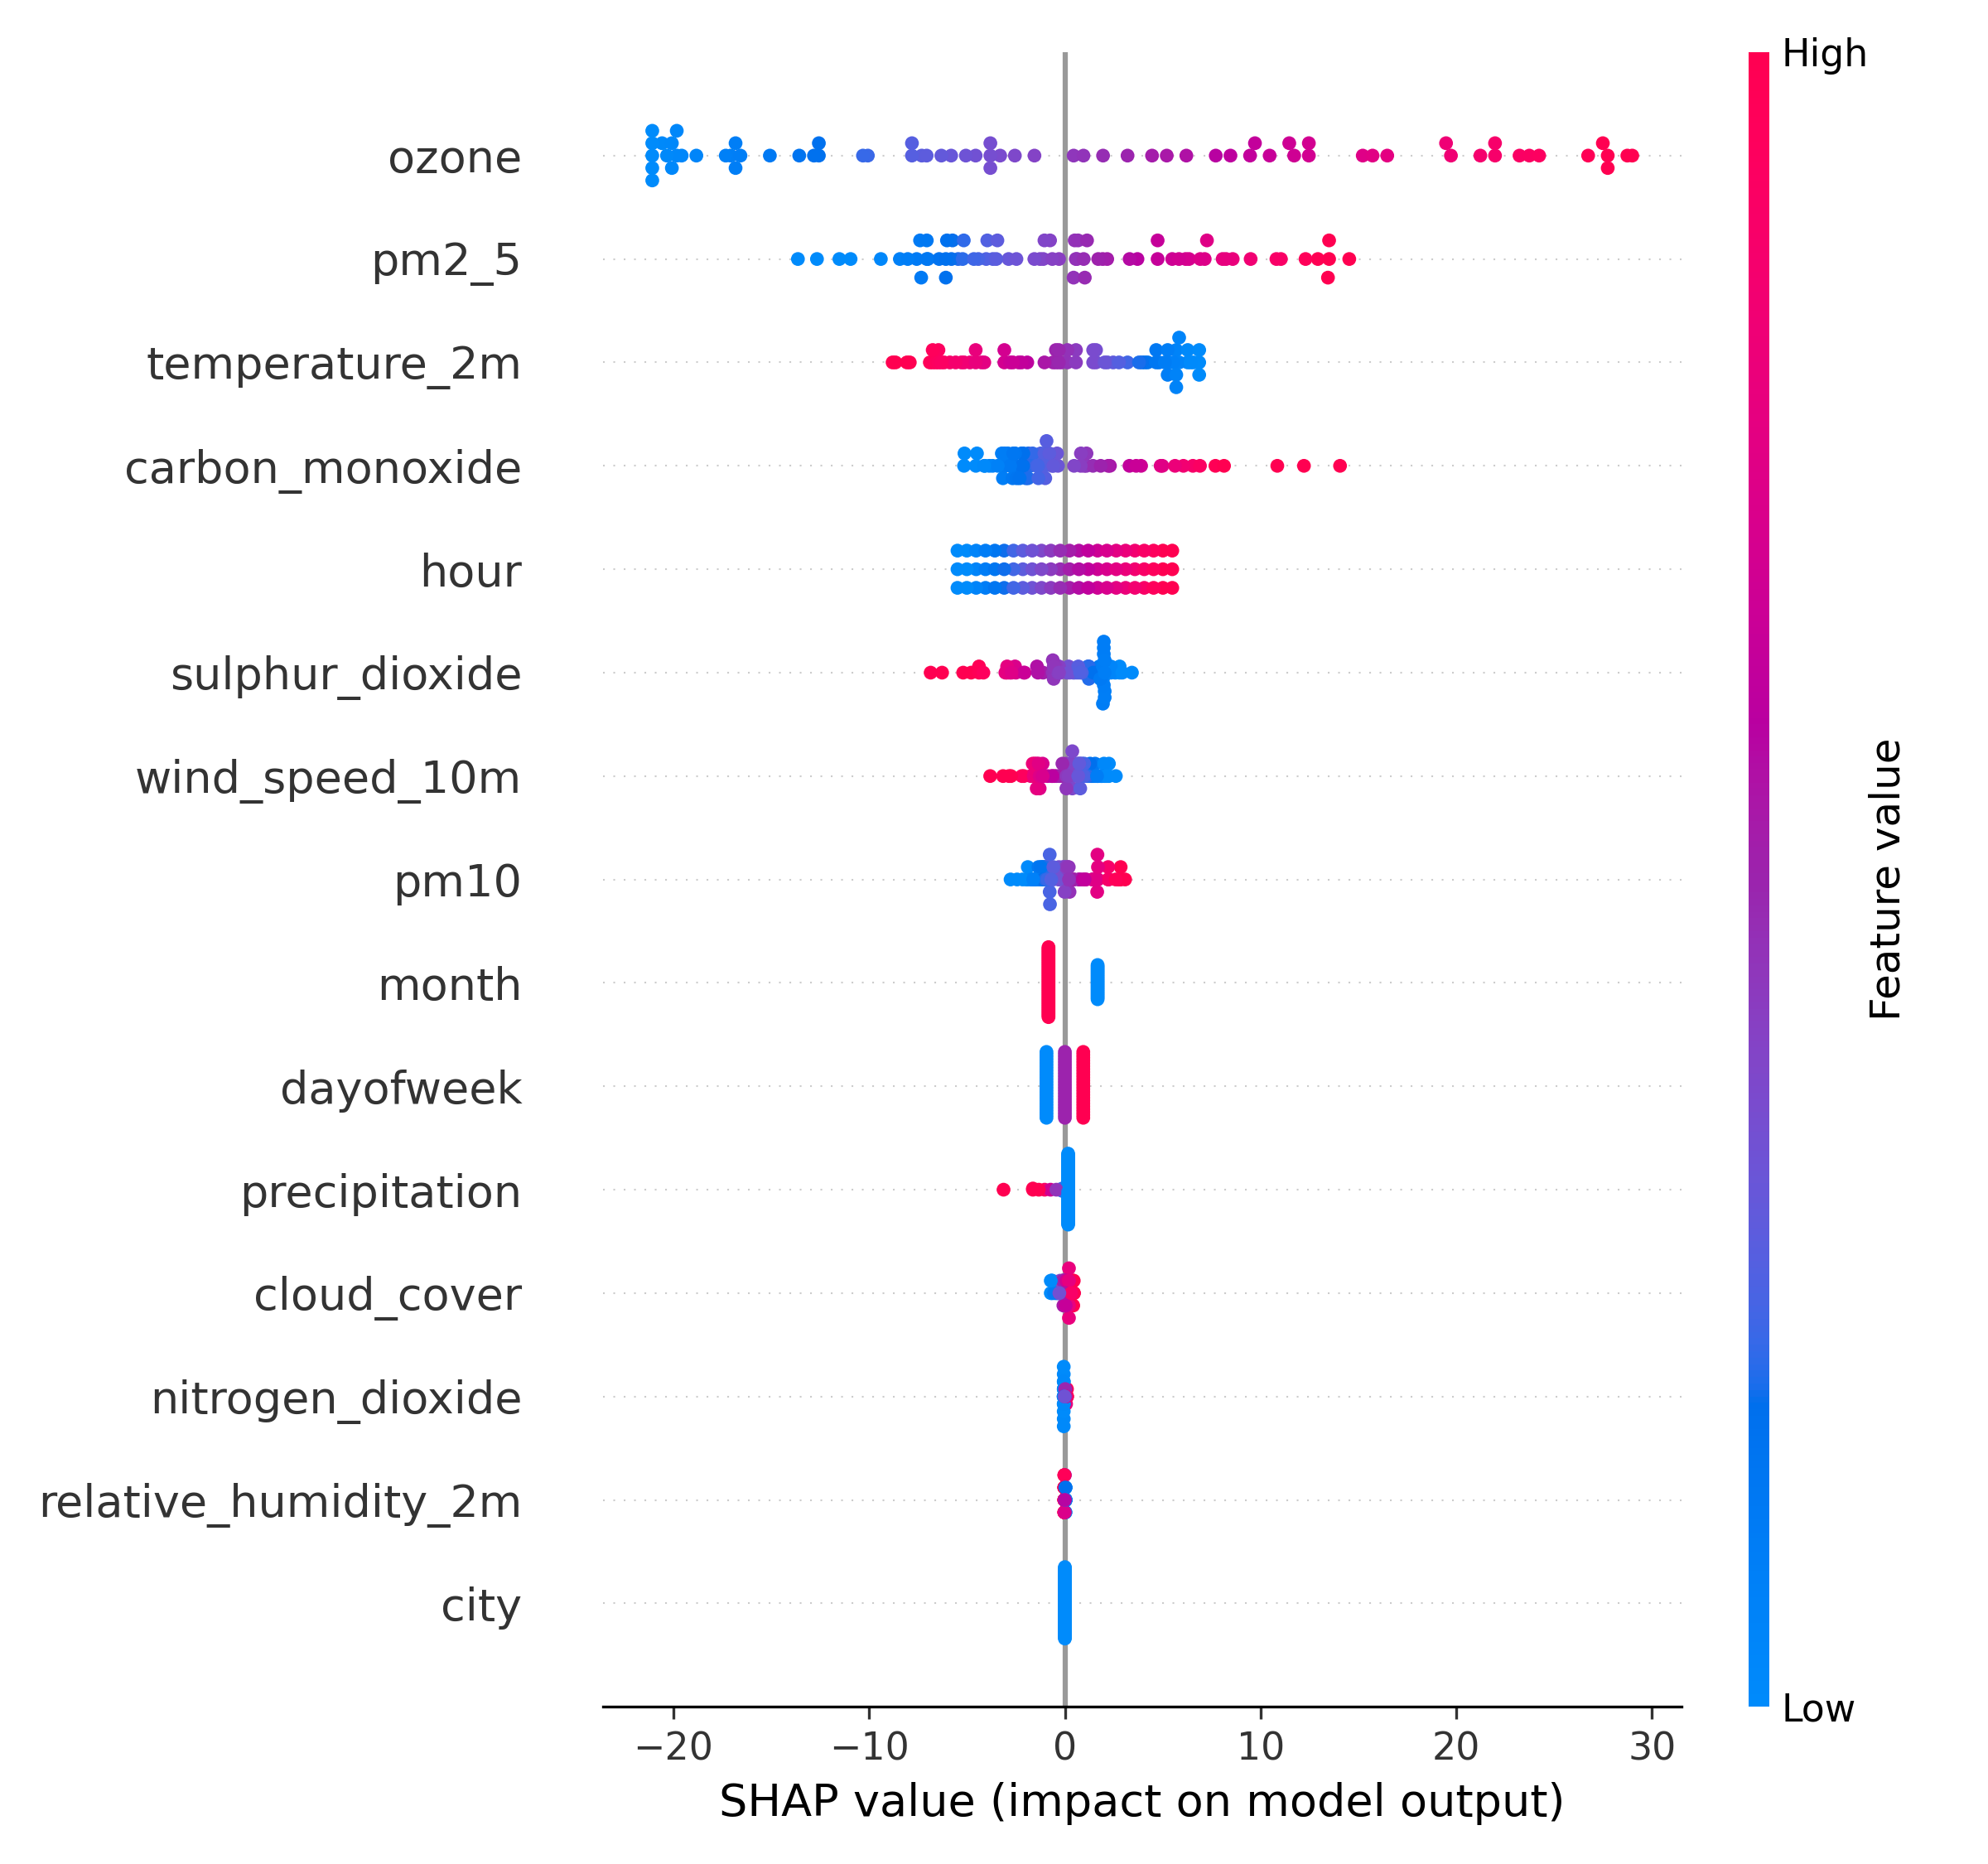 High
ozone
pm2_5
temperature_2m
carbon_monoxide
hour
sulphur_dioxide
wind_speed_10m
pm10
month
dayofweek
precipitation
cloud_cover
nitrogen_dioxide
relative_humidity_2m
city
Feature value
Low
−20 −10 0 10 20 30
SHAP value (impact on model output)